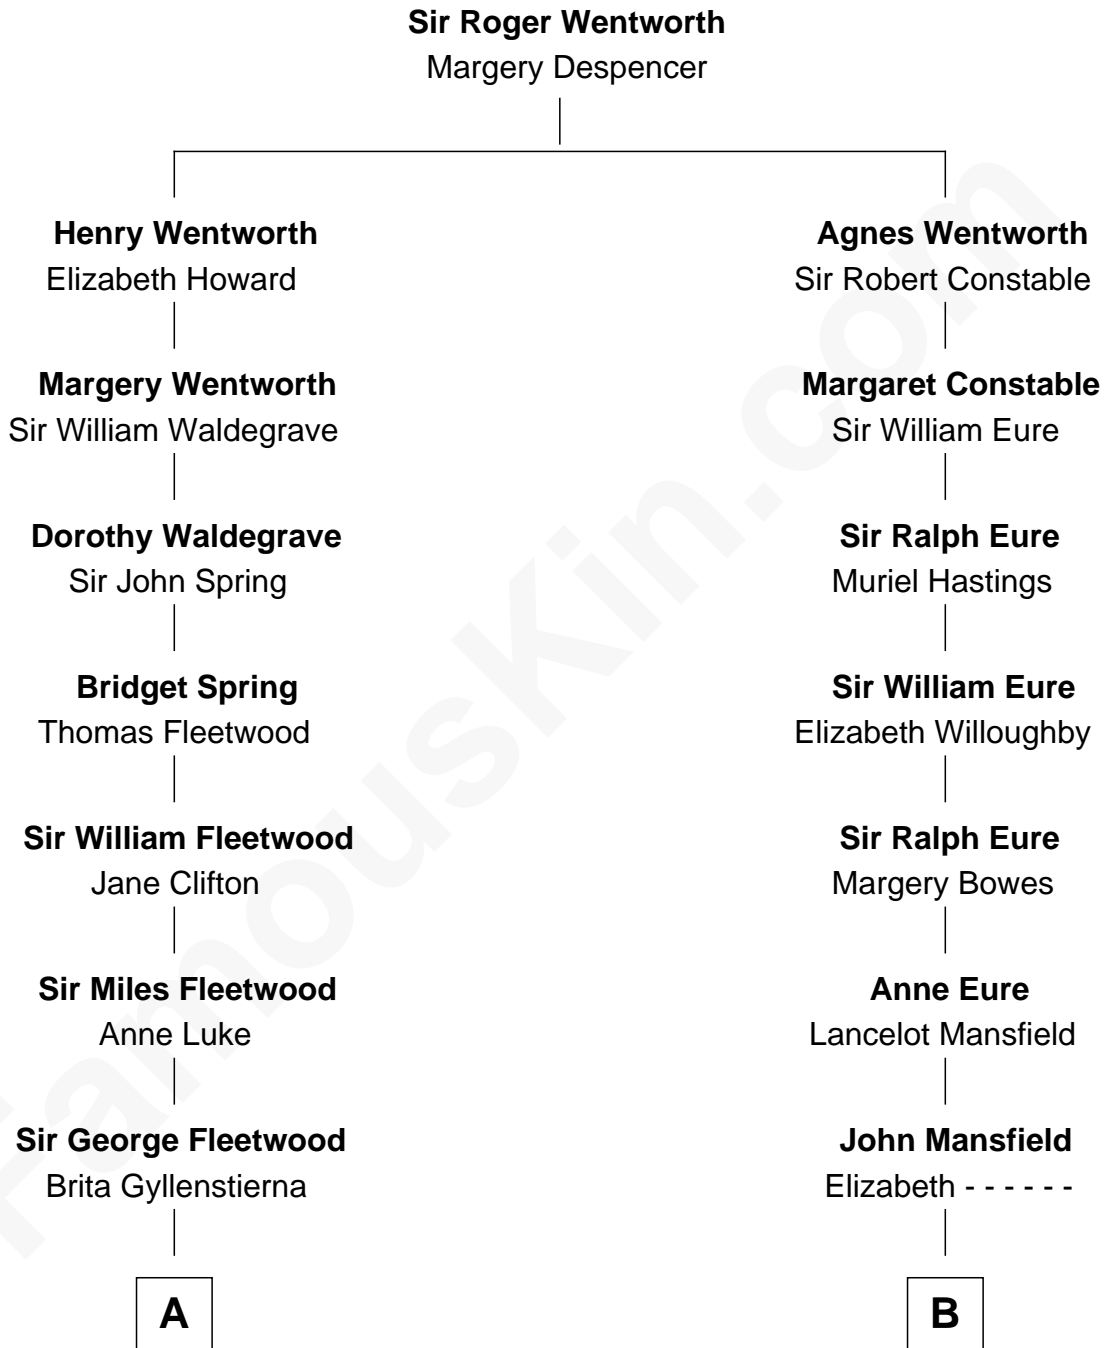 Sir Roger Wentworth
Margery Despencer
Henry Wentworth
Elizabeth Howard
Agnes Wentworth
Sir Robert Constable
Margery Wentworth
Sir William Waldegrave
Margaret Constable
Sir William Eure
Dorothy Waldegrave
Sir John Spring
Sir Ralph Eure
Muriel Hastings
Bridget Spring
Thomas Fleetwood
Sir William Eure
Elizabeth Willoughby
Sir William Fleetwood
Jane Clifton
Sir Ralph Eure
Margery Bowes
Sir Miles Fleetwood
Anne Luke
Anne Eure
Lancelot Mansfield
Sir George Fleetwood
Brita Gyllenstierna
John Mansfield
Elizabeth - - - - - -
A
B
FamousKin.com